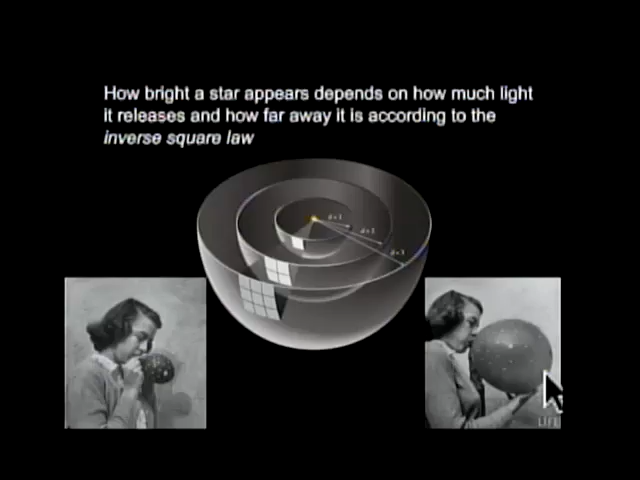 How bright a star appears depends on how much light
it releases and how far away it is according to the
inverse square law
LIFE